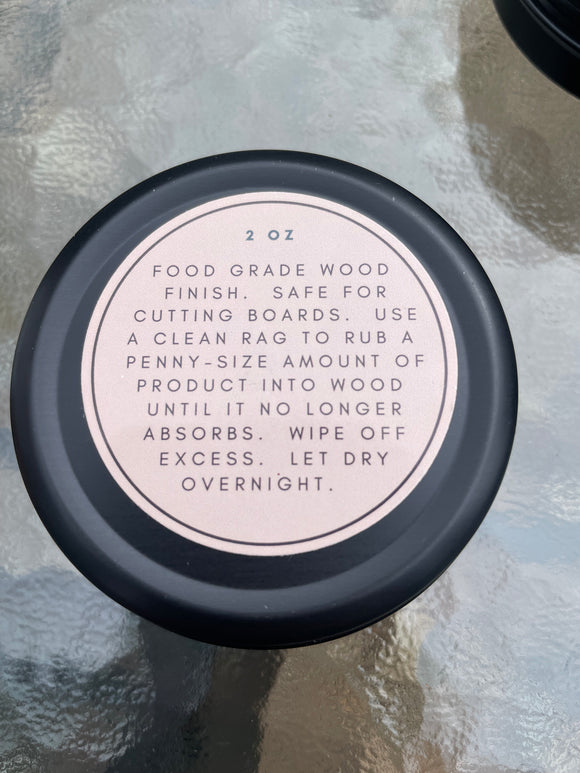 2 OZ
FOOD GRADE WOOD
FINISH. SAFE FOR
CUTTING BOARDS. USE
A CLEAN RAG TO RUB A
PENNY-SIZE AMOUNT OF
PRODUCT INTO WOOD
UNTIL IT NO LONGER
ABSORBS. WIPE OFF
EXCESS. LET DRY
OVERNIGHT.